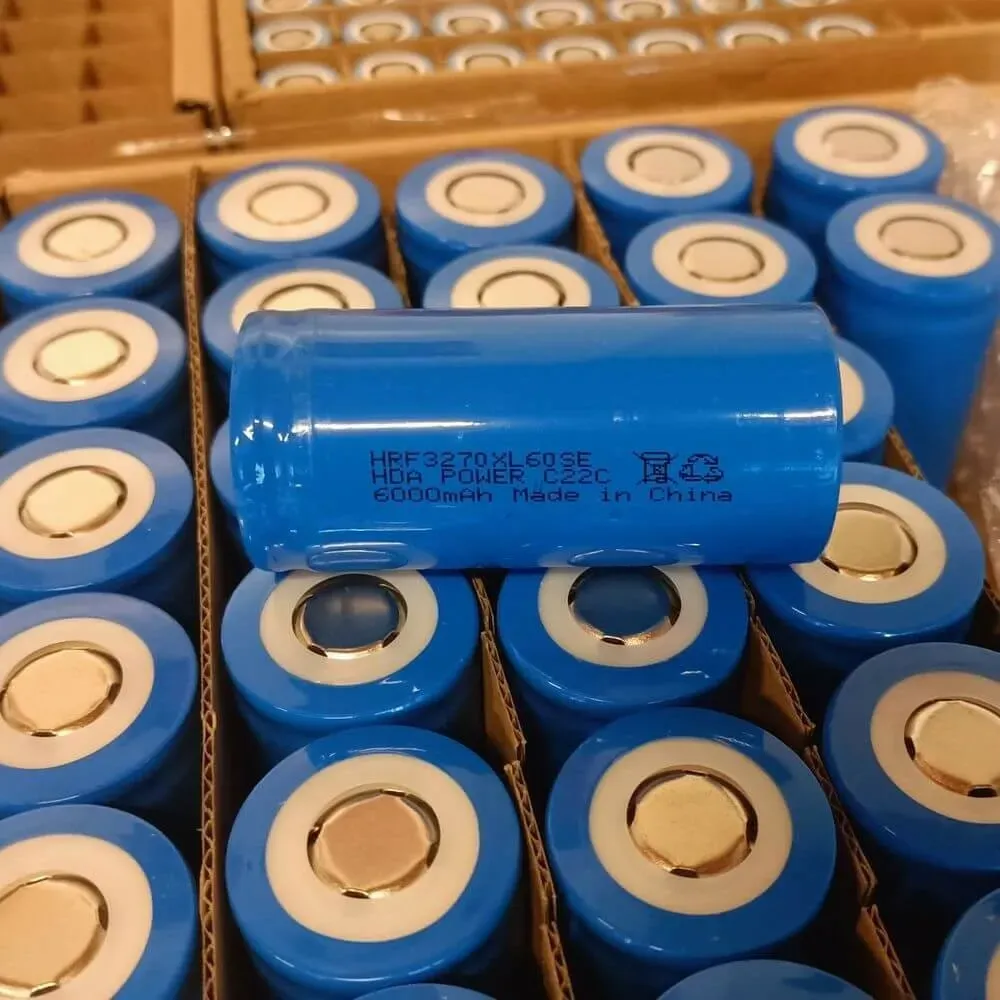 HRF3270XL60SE
HDA POWER C22C
6000mAh Made in China